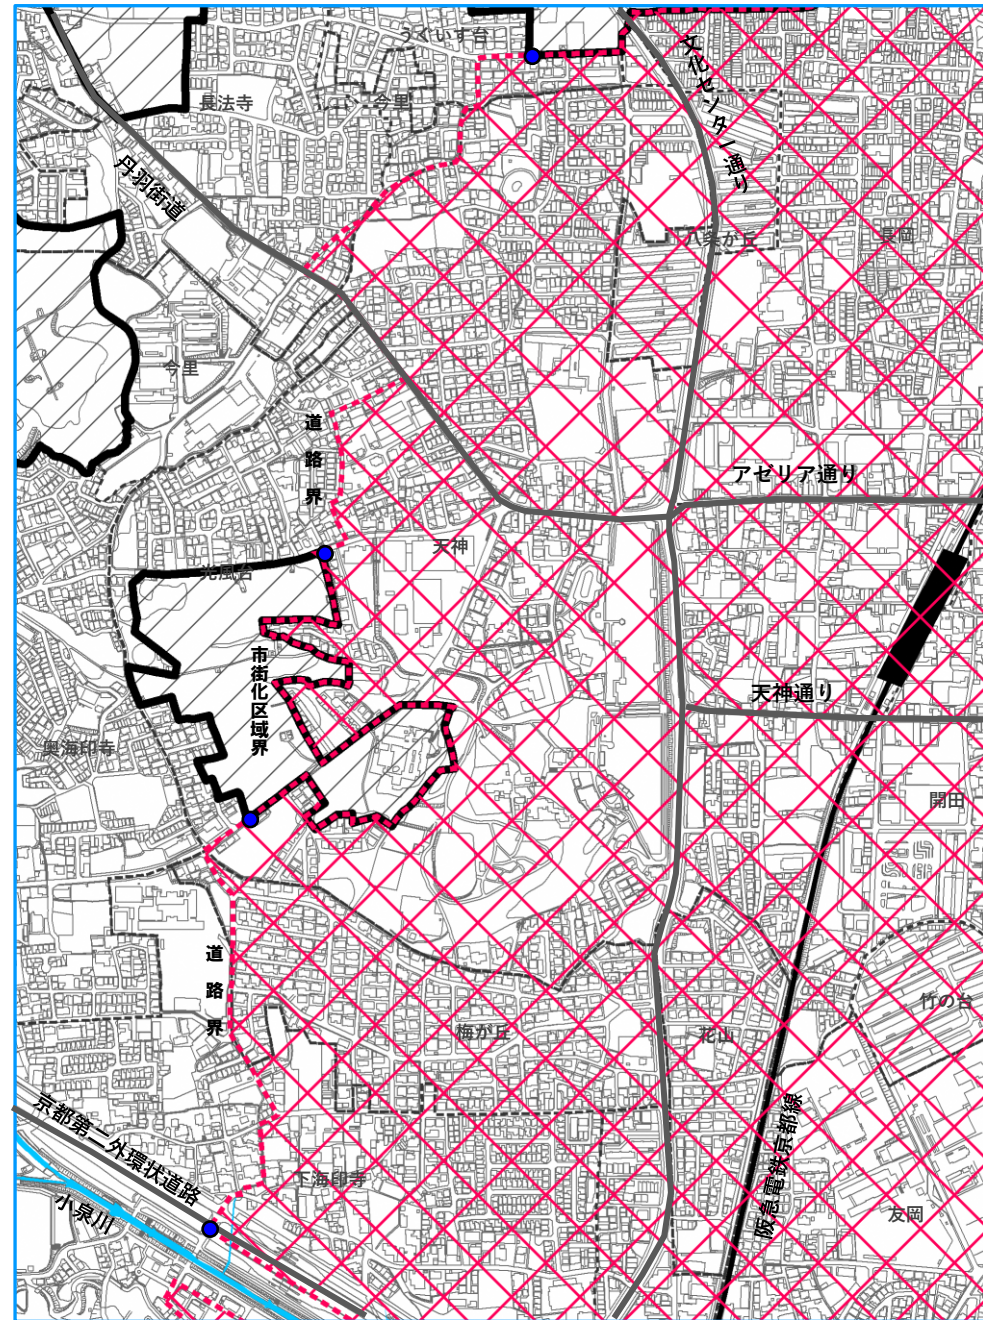 うぐいす台
文化センター通り
長法寺
今里
丹羽街道
八条が丘
長岡
今里
道路界
アゼリア通り
天神
光風台
市街化区域界
天神通り
奥海印寺
開田
道路界
竹の台
梅が丘
花山
京都第二外環状道路
阪急電鉄京都線
下海印寺
小泉川
友岡